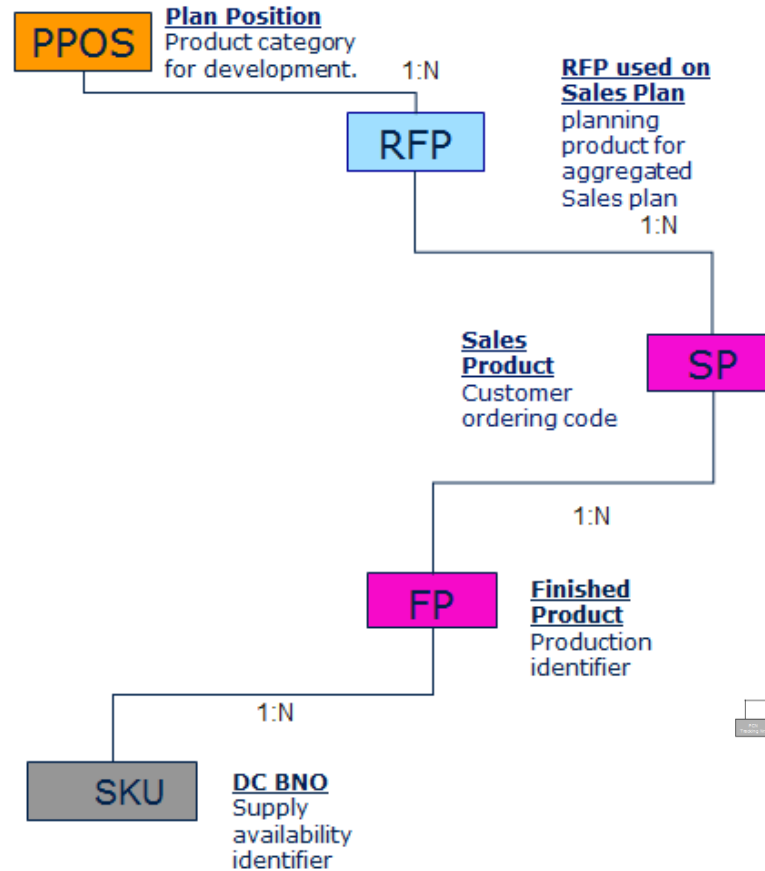 PPOS
Plan Position
Product category
for development.
1:N
RFP
RFP used on
Sales Plan
planning
product for
aggregated
Sales plan
1:N
Sales
Product
Customer
ordering code
SP
1:N
FP
Finished
Product
Production
identifier
1:N
SKU
DC BNO
Supply
availability
identifier